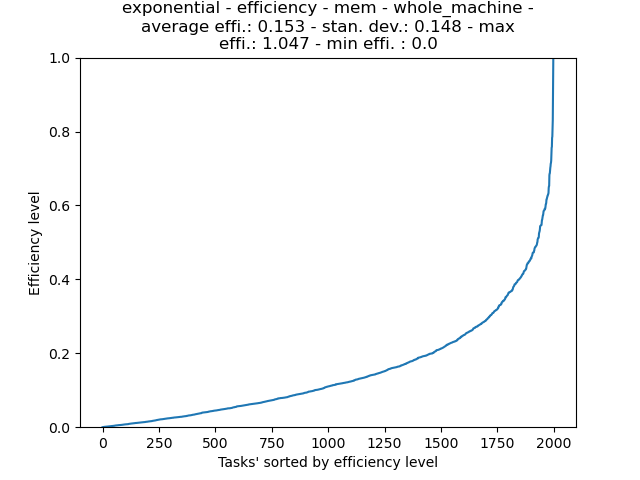 exponential - efficiency - mem - whole_machine -
average effi.: 0.153 - stan. dev.: 0.148 - max
effi.: 1.047 - min effi. : 0.0
1.0
0.8
0.6
0.4
0.2
0.0
Efficiency level
0 250 500 750 1000 1250 1500 1750 2000
Tasks' sorted by efficiency level